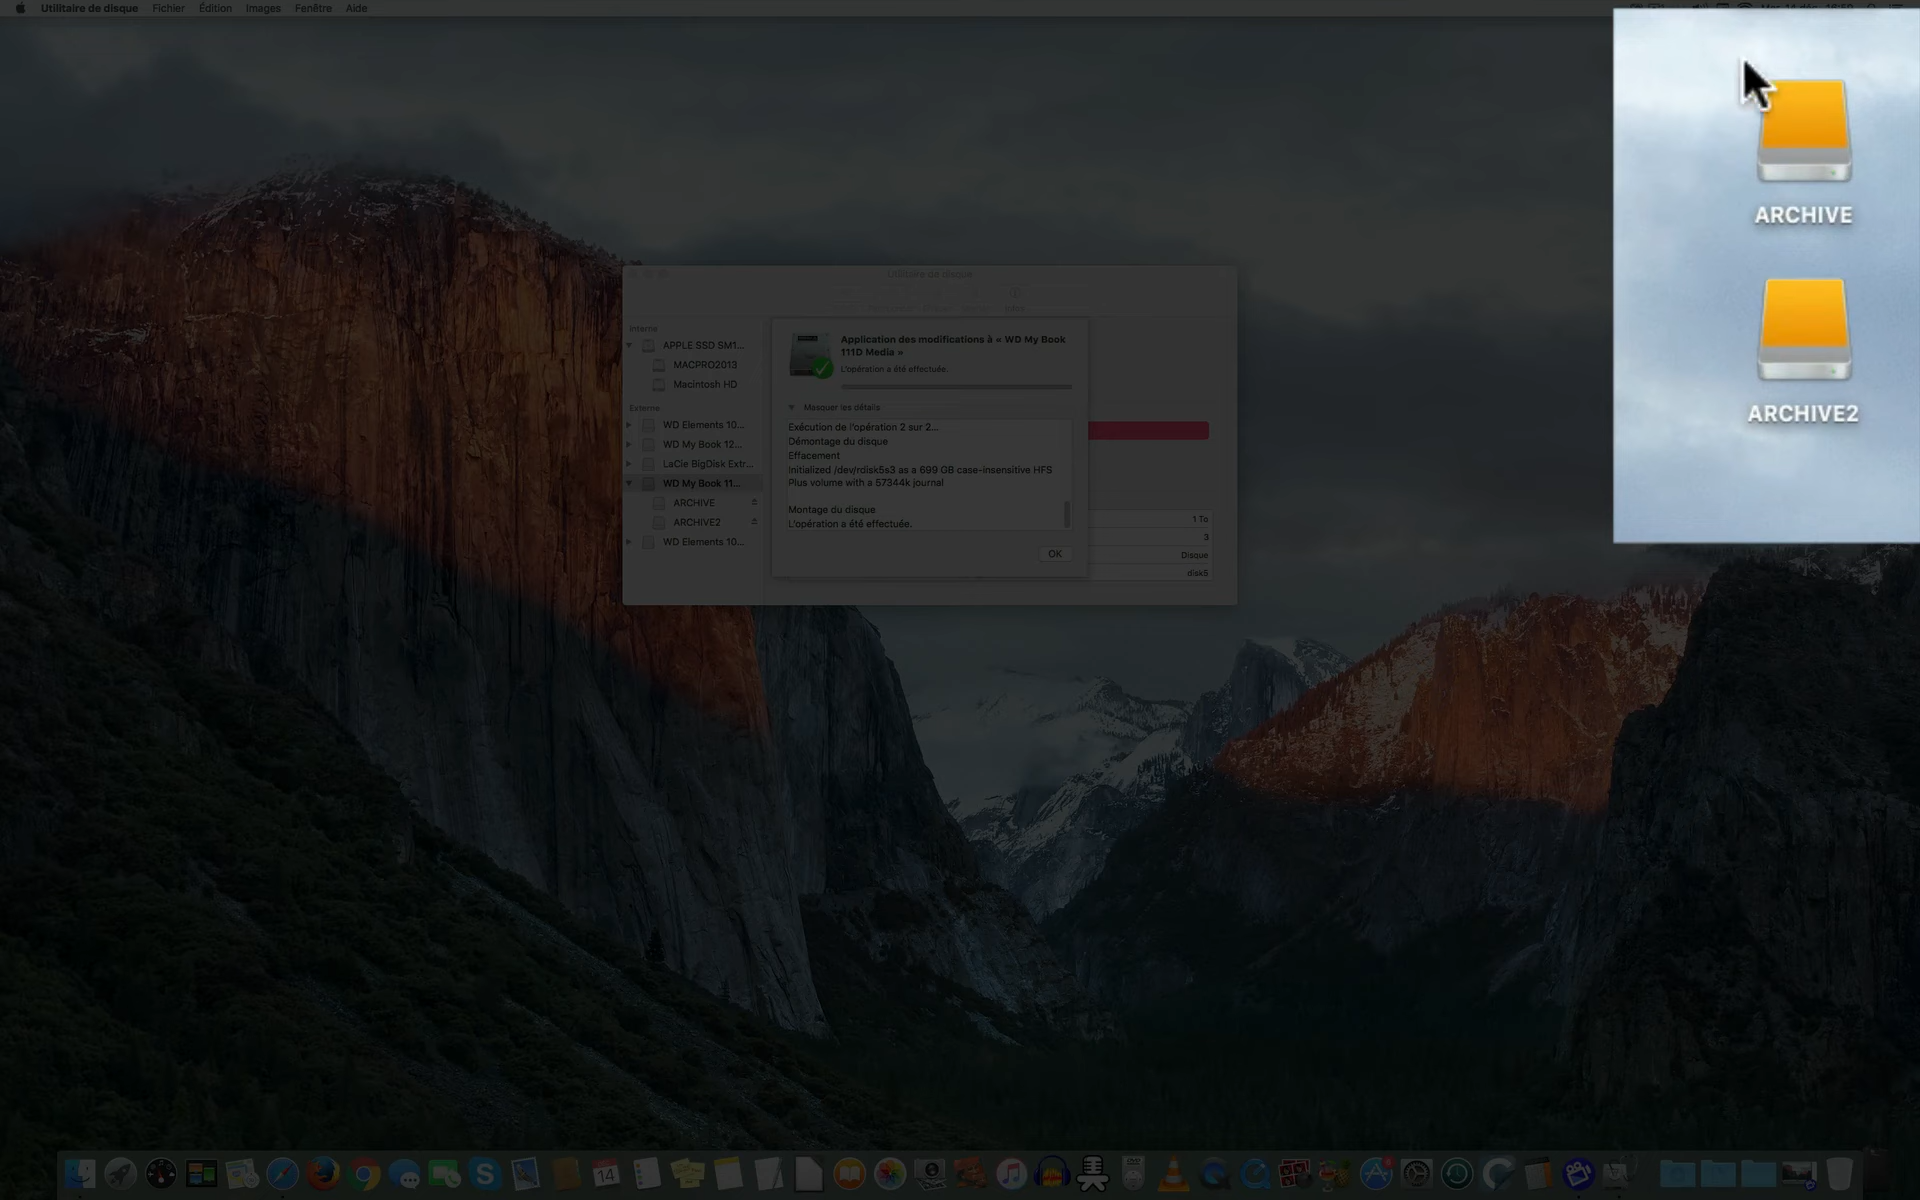 Utilitaire de disque Fichier Édition Images Fenêtre Aide
ARCHIVE
ARCHIVE2
Utilitaire de disque
Interne
APPLE SSD SM1...
MACPRO2013
Macintosh HD
Externe
WD Elements 10...
WD My Book 12...
LaCie BigDisk Extr...
WD My Book 11...
ARCHIVE
ARCHIVE2
WD Elements 10...
Application des modifications à « WD My Book
111D Media »
L'opération a été effectuée.
Masquer les détails
Exécution de l'opération 2 sur 2...
Démontage du disque
Effacement
Initialized /dev/rdisk5s3 as a 699 GB case-insensitive HFS
Plus volume with a 57344k journal
Montage du disque
L'opération a été effectuée.
OK
1 To
3
Disque
disk5
14